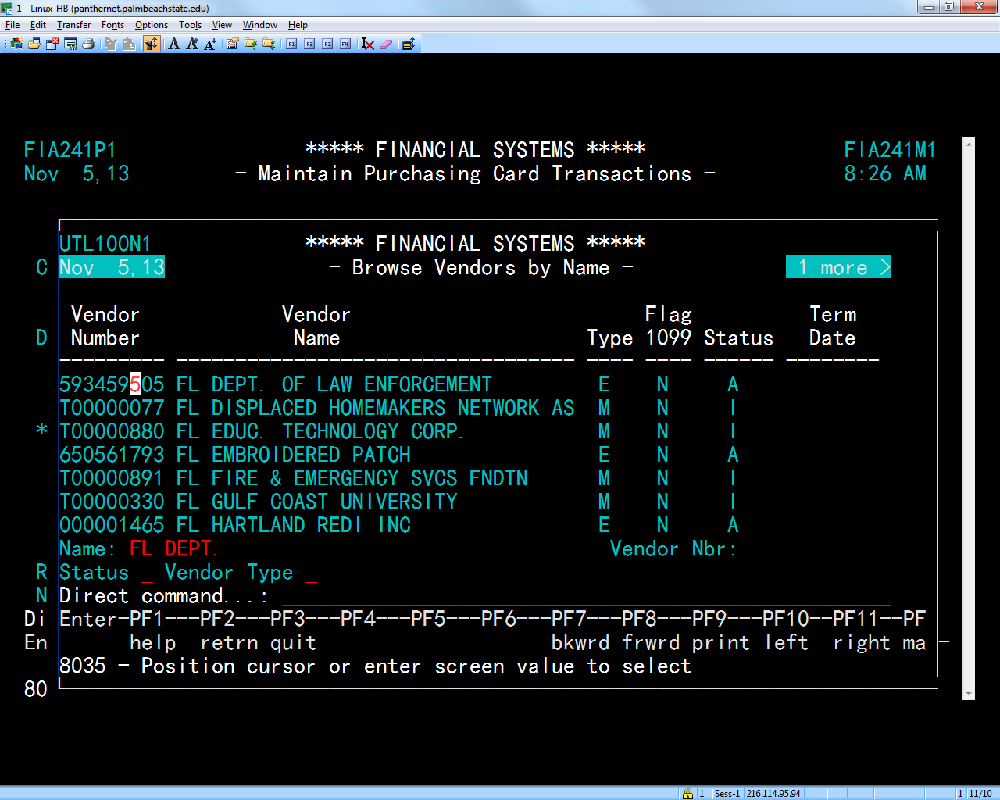 1 - Linux_HB (panthernet.palmbeachstate.edu)
File Edit Transfer Fonts Options Tools View Window Help
A A A F1 F2 F3 F4
FIA241P1 ***** FINANCIAL SYSTEMS ***** FIA241M1
Nov 5,13 - Maintain Purchasing Card Transactions - 8:26 AM
UTL100N1 ***** FINANCIAL SYSTEMS *****
C Nov 5,13 - Browse Vendors by Name - 1 more >
Vendor Vendor Flag Term
D Number Name Type 1099 Status Date
--------- ---------------------------------- ---- ---- ------ --------
593459505 FL DEPT. OF LAW ENFORCEMENT E N A
T00000077 FL DISPLACED HOMEMAKERS NETWORK AS M N I
* T00000880 FL EDUC. TECHNOLOGY CORP. M N I
650561793 FL EMBROIDERED PATCH E N A
T00000891 FL FIRE & EMERGENCY SVCS FNDTN M N I
T00000330 FL GULF COAST UNIVERSITY M N I
000001465 FL HARTLAND REDI INC E N A
Name: FL DEPT.________________________________ Vendor Nbr: _________
R Status _ Vendor Type _
N Direct command...: ___________________________________________________
Di Enter-PF1---PF2---PF3---PF4---PF5---PF6---PF7---PF8---PF9---PF10--PF11--PF
En help retrn quit bkwrd frwrd print left right ma -
8035 - Position cursor or enter screen value to select
80
1 Sess-1 216.114.95.94 1 11/10